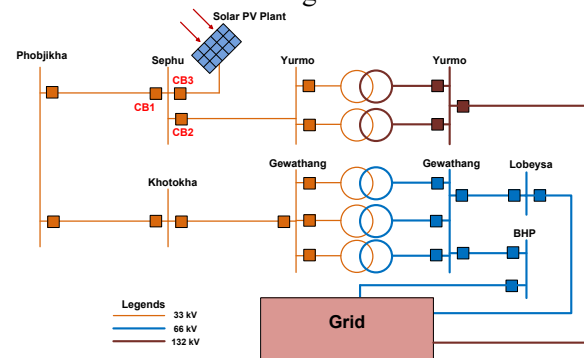 Solar PV Plant
Phobjikha
Sephu
Yurmo
Yurmo
CB3
CB1
CB2
Khotokha
Gewathang
Gewathang
Lobeysa
BHP
Legends
33 kV
66 kV
132 kV
Grid